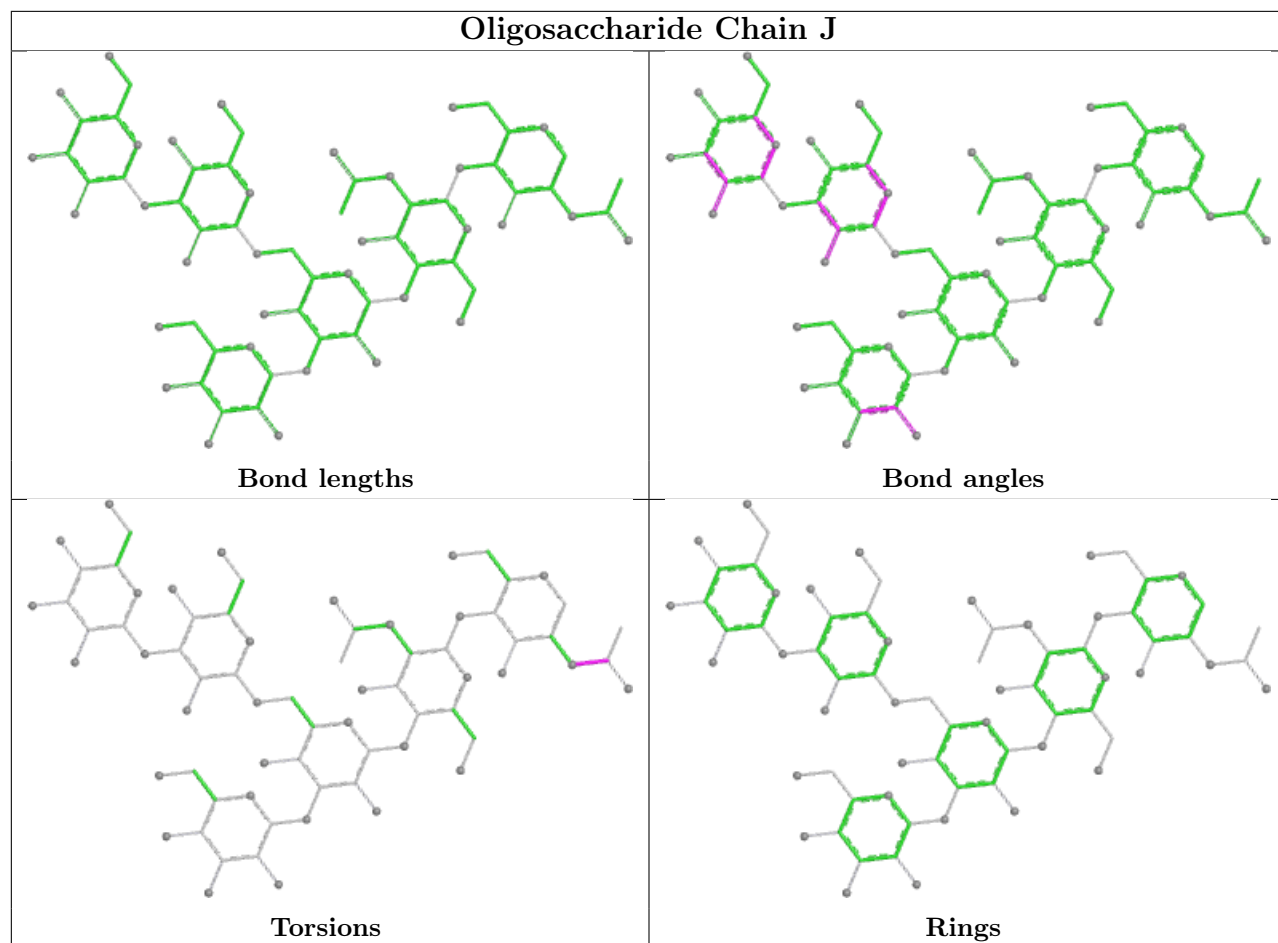 Oligosaccharide Chain J
Bond lengths
Bond angles
Torsions
Rings